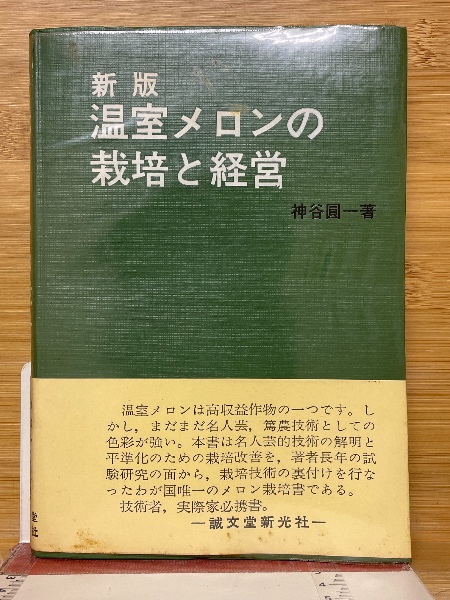 新版
温室メロンの
栽培と経営
神谷圓一著
温室メロンは高収益作物の一つです。し
かし，まだまだ名人芸，篤農技術としての
色彩が強い。本書は名人芸的技術の解明と
平準化のための栽培改善を，著者長年の試
験研究の面から，栽培技術の裏付けを行な
ったわが国唯一のメロン栽培書である。
技術者，実際家必携書。
―誠文堂新光社―